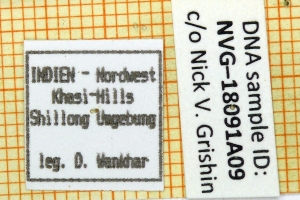 INDIEN - Nordwest
Khasi-Hills
Shillong Umgebung
leg. D. Wankhar
DNA sample ID:
NVG-18091A09
c/o Nick V. Grishin